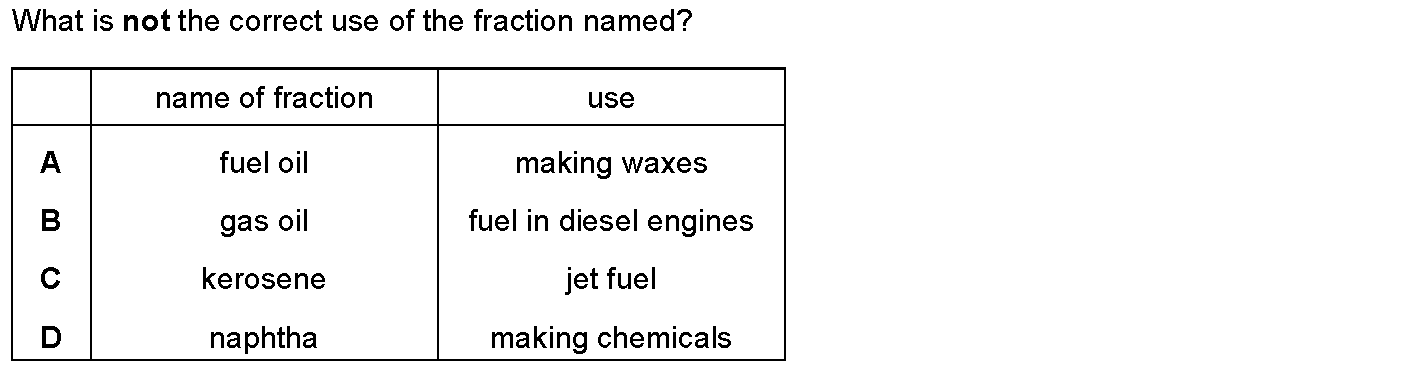 What is not the correct use of the fraction named?
name of fraction use
A fuel oil making waxes
B gas oil fuel in diesel engines
C kerosene jet fuel
D naphtha making chemicals